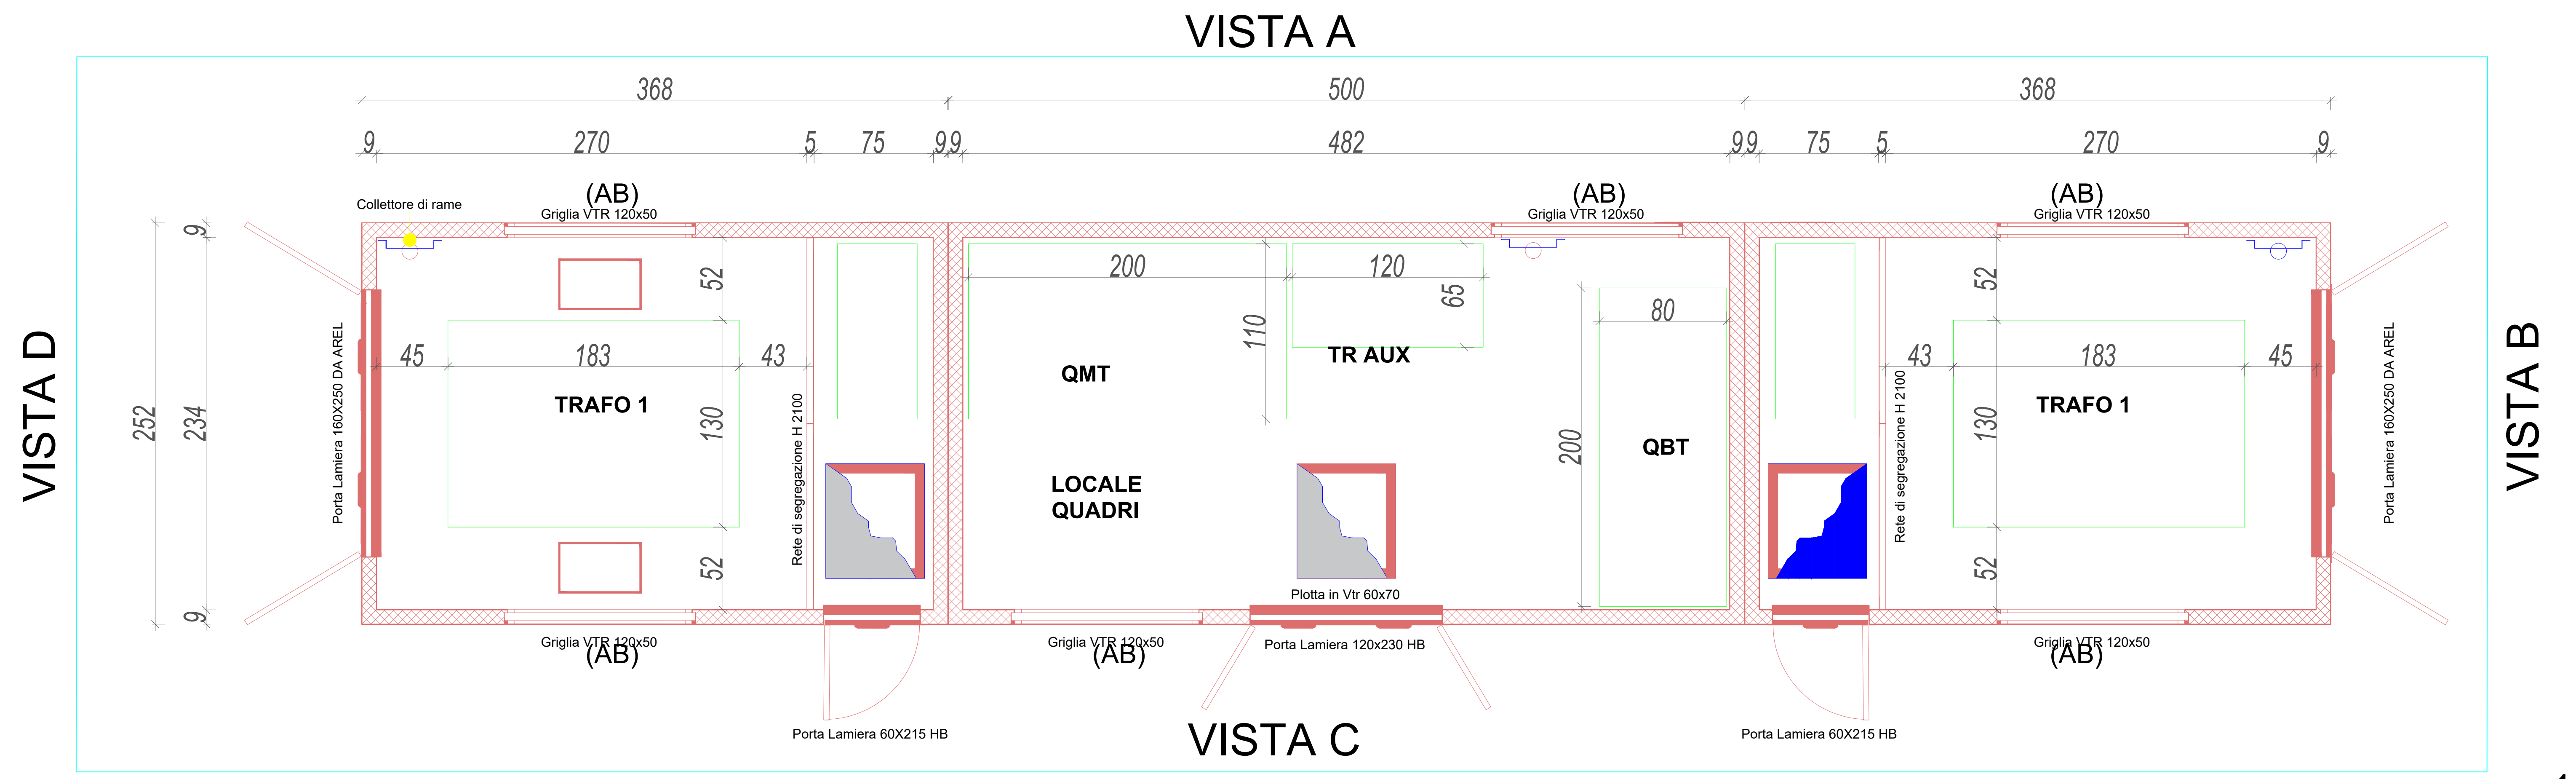 VISTA A
368
500
368
9
270
5
75
9
9
482
9
9
75
5
270
9
(AB)
(AB)
(AB)
Collettore di rame
Griglia VTR 120x50
Griglia VTR 120x50
Griglia VTR 120x50
9
52
200
120
65
52
80
110
45
183
43
43
183
45
TR AUX
QMT
TRAFO 1
TRAFO 1
VISTA D
252
234
Porta Lamiera 160X250 DA AREL
130
Rete di segregazione H 2100
200
QBT
Rete di segregazione H 2100
130
Porta Lamiera 160X250 DA AREL
VISTA B
LOCALE
QUADRI
52
52
Plotta in Vtr 60x70
9
Griglia VTR 120x50
(AB)
Griglia VTR 120x50
(AB)
Porta Lamiera 120x230 HB
Griglia VTR 120x50
(AB)
Porta Lamiera 60X215 HB
VISTA C
Porta Lamiera 60X215 HB